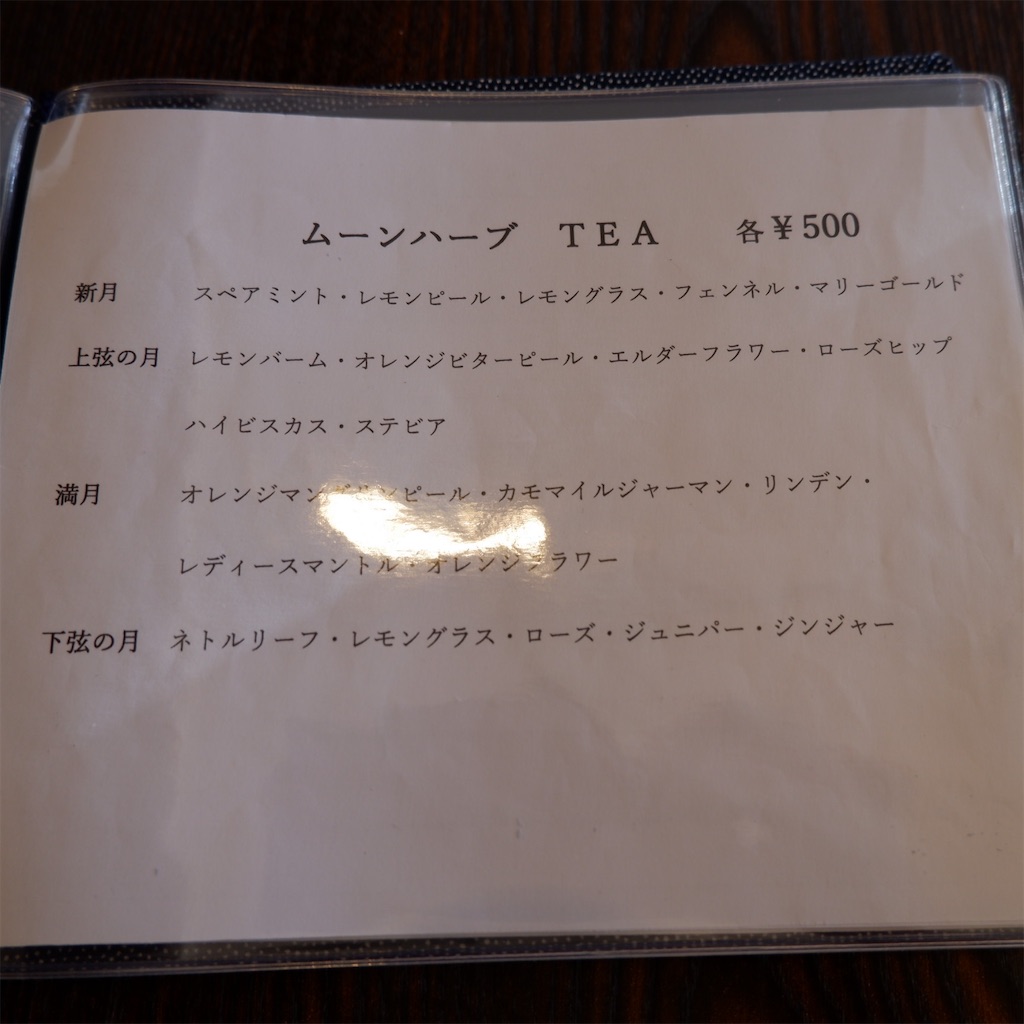 ムーンハーブ　ＴＥＡ　　各￥500
新月　スペアミント・レモンピール・レモングラス・フェンネル・マリーゴールド
上弦の月　レモンバーム・オレンジビターピール・エルダーフラワー・ローズヒップ
ハイビスカス・ステビア
満月　オレンジマンダリンピール・カモマイルジャーマン・リンデン・
レディースマントル・オレンジフラワー
下弦の月　ネトルリーフ・レモングラス・ローズ・ジュニパー・ジンジャー